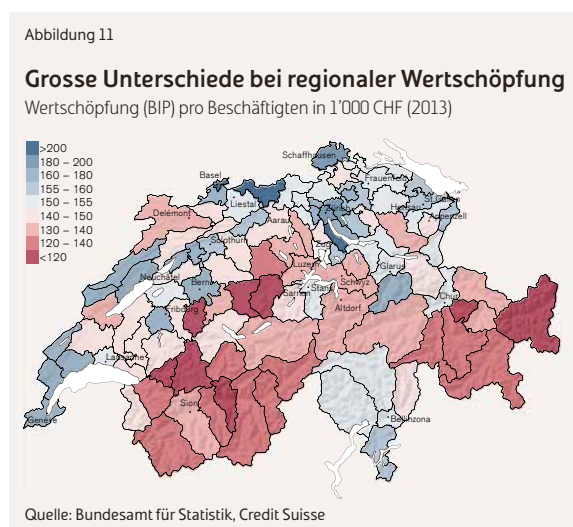 Abbildung 11
Grosse Unterschiede bei regionaler Wertschöpfung
Wertschöpfung (BIP) pro Beschäftigten in 1'000 CHF (2013)
>200
180 – 200
160 – 180
155 – 160
150 – 155
140 – 150
130 – 140
120 – 140
<120
Schaffhausen
Basel
Frauenfeld
Liestal
Zürich
St.Gallen
Herisau
Appenzell
Delémont
Aarau
Solothurn
Zug
Luzern
Neuchâtel
Bern
Schwyz
Glarus
Stans
Sarnen
Altdorf
Chur
Fribourg
Lausanne
Sion
Genève
Bellinzona
Quelle: Bundesamt für Statistik, Credit Suisse